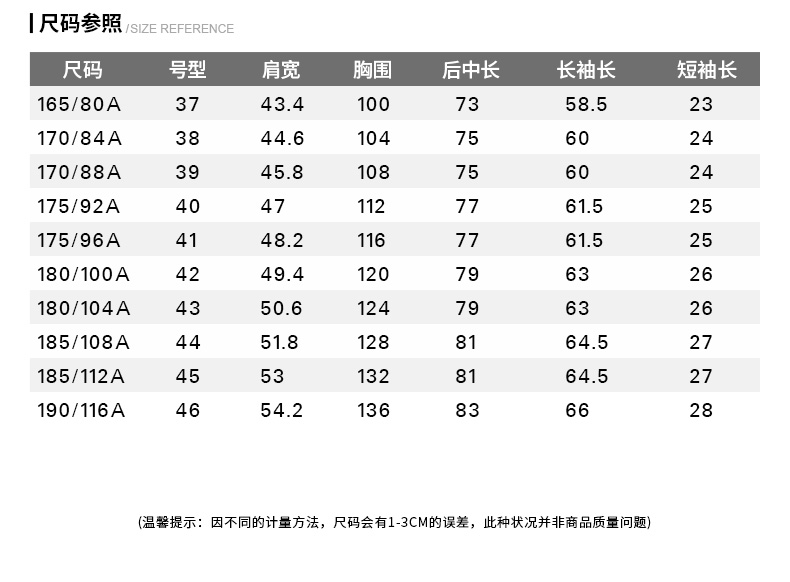 尺码参照 /SIZE REFERENCE
尺码 号型 肩宽 胸围 后中长 长袖长 短袖长
165/80A 37 43.4 100 73 58.5 23
170/84A 38 44.6 104 75 60 24
170/88A 39 45.8 108 75 60 24
175/92A 40 47 112 77 61.5 25
175/96A 41 48.2 116 77 61.5 25
180/100A 42 49.4 120 79 63 26
180/104A 43 50.6 124 79 63 26
185/108A 44 51.8 128 81 64.5 27
185/112A 45 53 132 81 64.5 27
190/116A 46 54.2 136 83 66 28
(温馨提示：因不同的计量方法，尺码会有1-3CM的误差，此种状况并非商品质量问题)